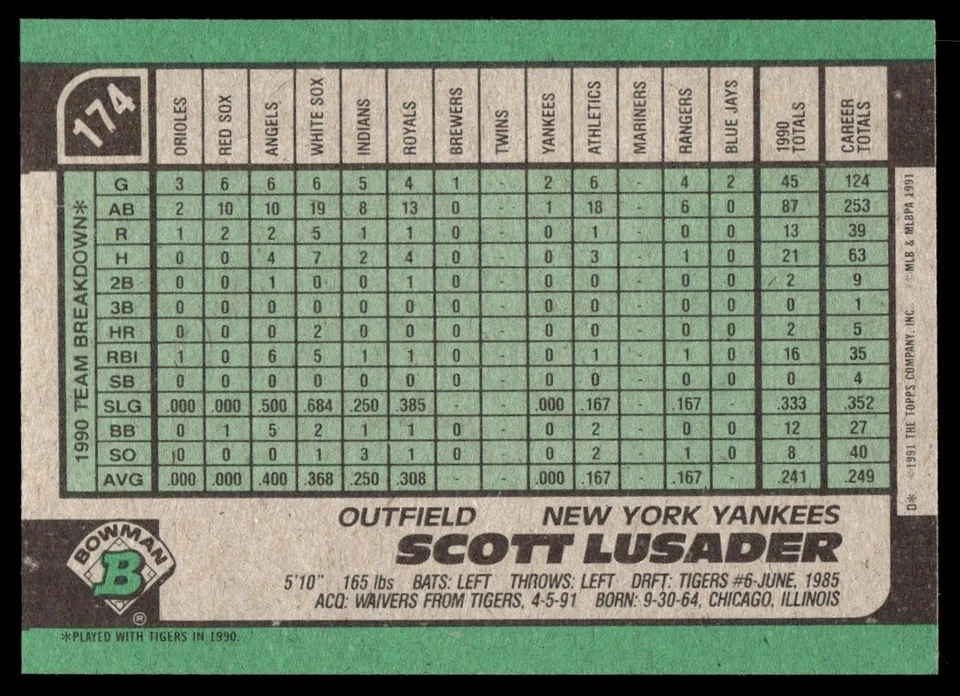 174 ORIOLES RED SOX ANGELS WHITE SOX INDIANS ROYALS BREWERS TWINS YANKEES ATHLETICS MARINERS RANGERS BLUE JAYS 1990 TOTALS CAREER TOTALS
1990 TEAM BREAKDOWN*
G 3 6 6 6 5 4 1 - 2 6 - 4 2 45 124
AB 2 10 10 19 8 13 0 - 1 18 - 6 0 87 253
R 1 2 2 5 1 1 0 - 0 1 - 0 0 13 39
H 0 0 4 7 2 4 0 - 0 3 - 1 0 21 63
2B 0 0 1 0 0 1 0 - 0 0 - 0 0 2 9
3B 0 0 0 0 0 0 0 - 0 0 - 0 0 0 1
HR 0 0 0 2 0 0 0 - 0 0 - 0 0 2 5
RBI 1 0 6 5 1 1 0 - 0 1 - 1 0 16 35
SB 0 0 0 0 0 0 0 - 0 0 - 0 0 0 4
SLG .000 .000 .500 .684 .250 .385 - - .000 .167 - .167 - .333 .352
BB 0 1 5 2 1 1 0 - 0 2 - 0 0 12 27
SO 0 0 0 1 3 1 0 - 0 2 - 1 0 8 40
AVG .000 .000 .400 .368 .250 .308 - - .000 .167 - .167 - .241 .249
D* ©1991 THE TOPPS COMPANY, INC. ©MLB & MLBPA 1991
OUTFIELD NEW YORK YANKEES
SCOTT LUSADER
5'10" 165 lbs BATS: LEFT THROWS: LEFT DRFT: TIGERS #6-JUNE, 1985
ACQ: WAIVERS FROM TIGERS, 4-5-91 BORN: 9-30-64, CHICAGO, ILLINOIS
BOWMAN
B
®
*PLAYED WITH TIGERS IN 1990.